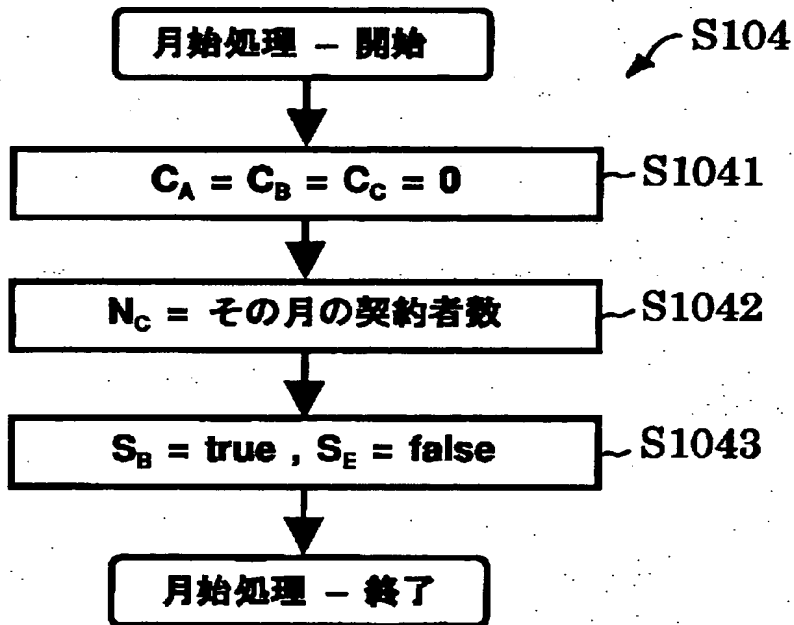 月始処理 – 開始
S104
C_A = C_B = C_C = 0
S1041
N_C = その月の契約者数
S1042
S_B = true , S_E = false
S1043
月始処理 – 終了